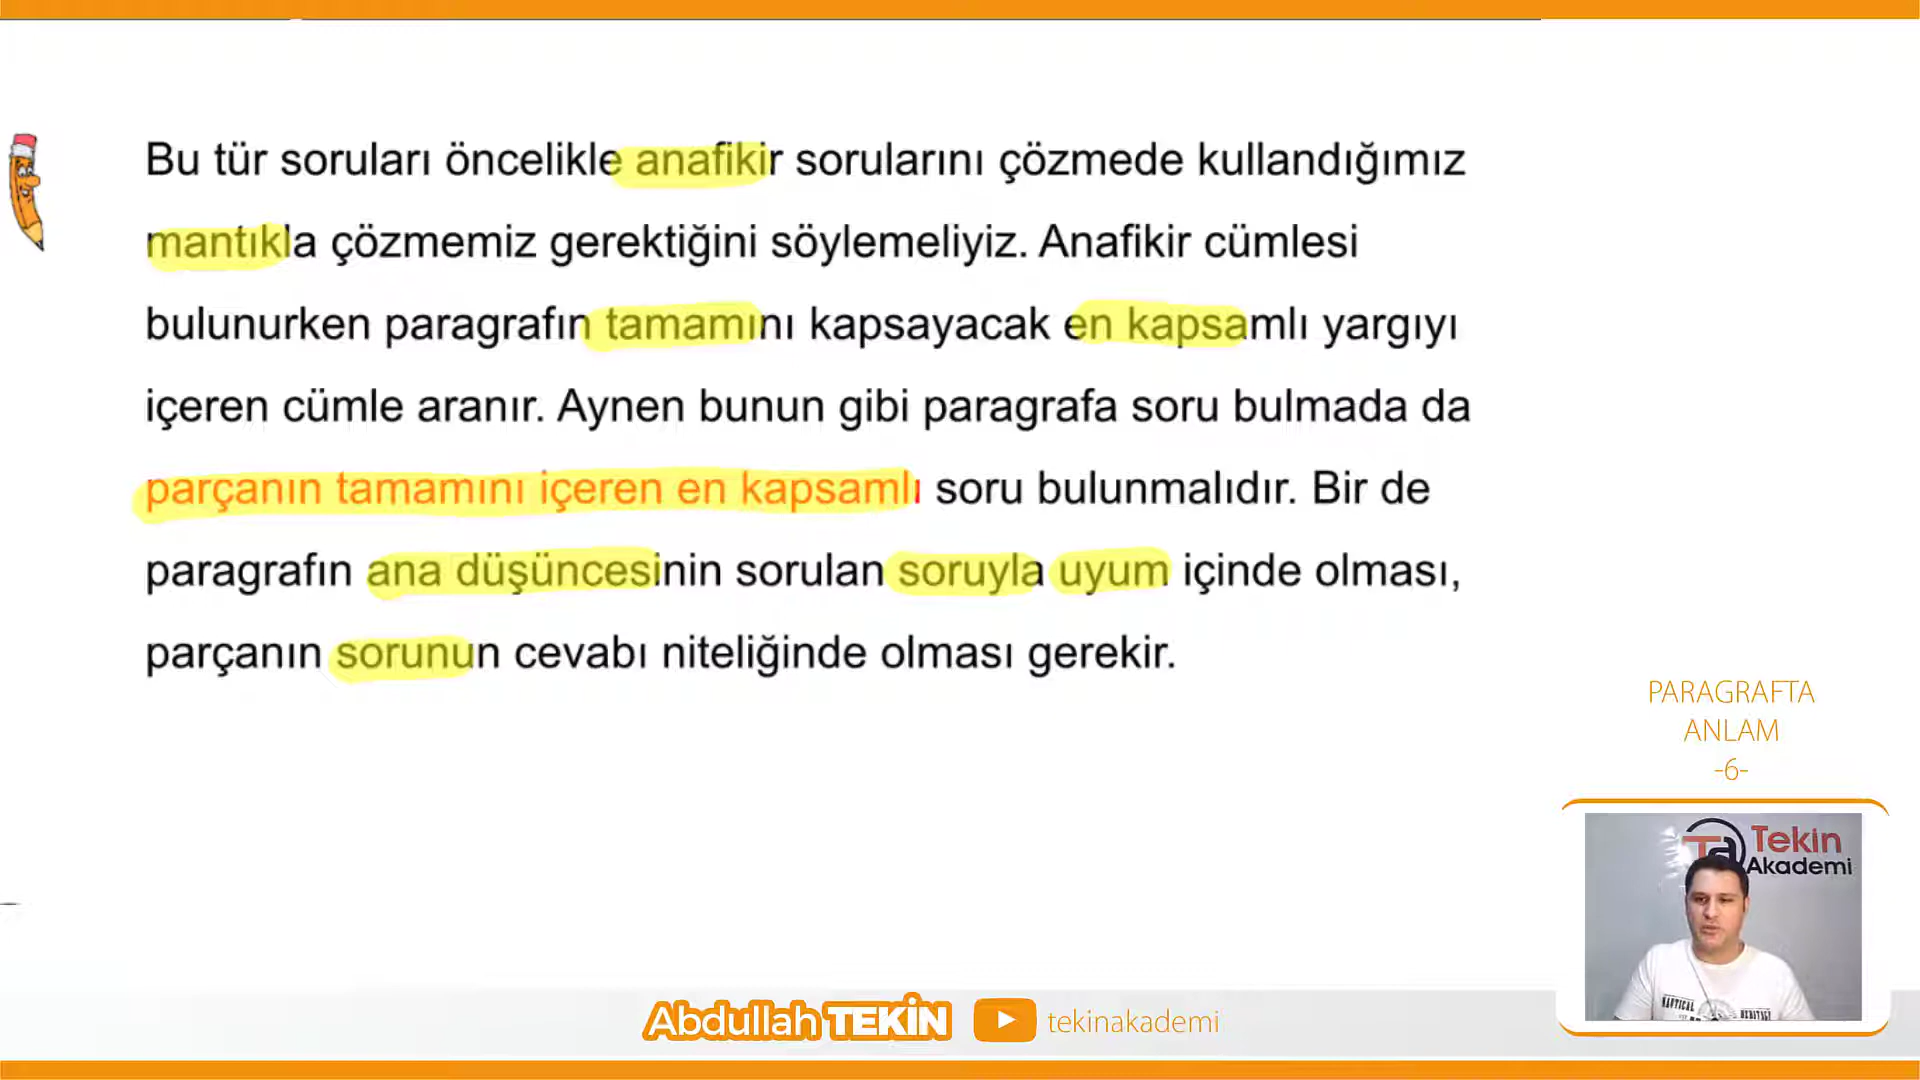 Bu tür soruları öncelikle anafikir sorularını çözmede kullandığımız
mantıkla çözmemiz gerektiğini söylemeliyiz. Anafikir cümlesi
bulunurken paragrafın tamamını kapsayacak en kapsamlı yargıyı
içeren cümle aranır. Aynen bunun gibi paragrafa soru bulmada da
parçanın tamamını içeren en kapsamlı soru bulunmalıdır. Bir de
paragrafın ana düşüncesinin sorulan soruyla uyum içinde olması,
parçanın sorunun cevabı niteliğinde olması gerekir.
PARAGRAFTA
ANLAM
-6-
Ta Tekin
Akademi
NAUTICAL
HERITAGE
Abdullah TEKİN
tekinakademi